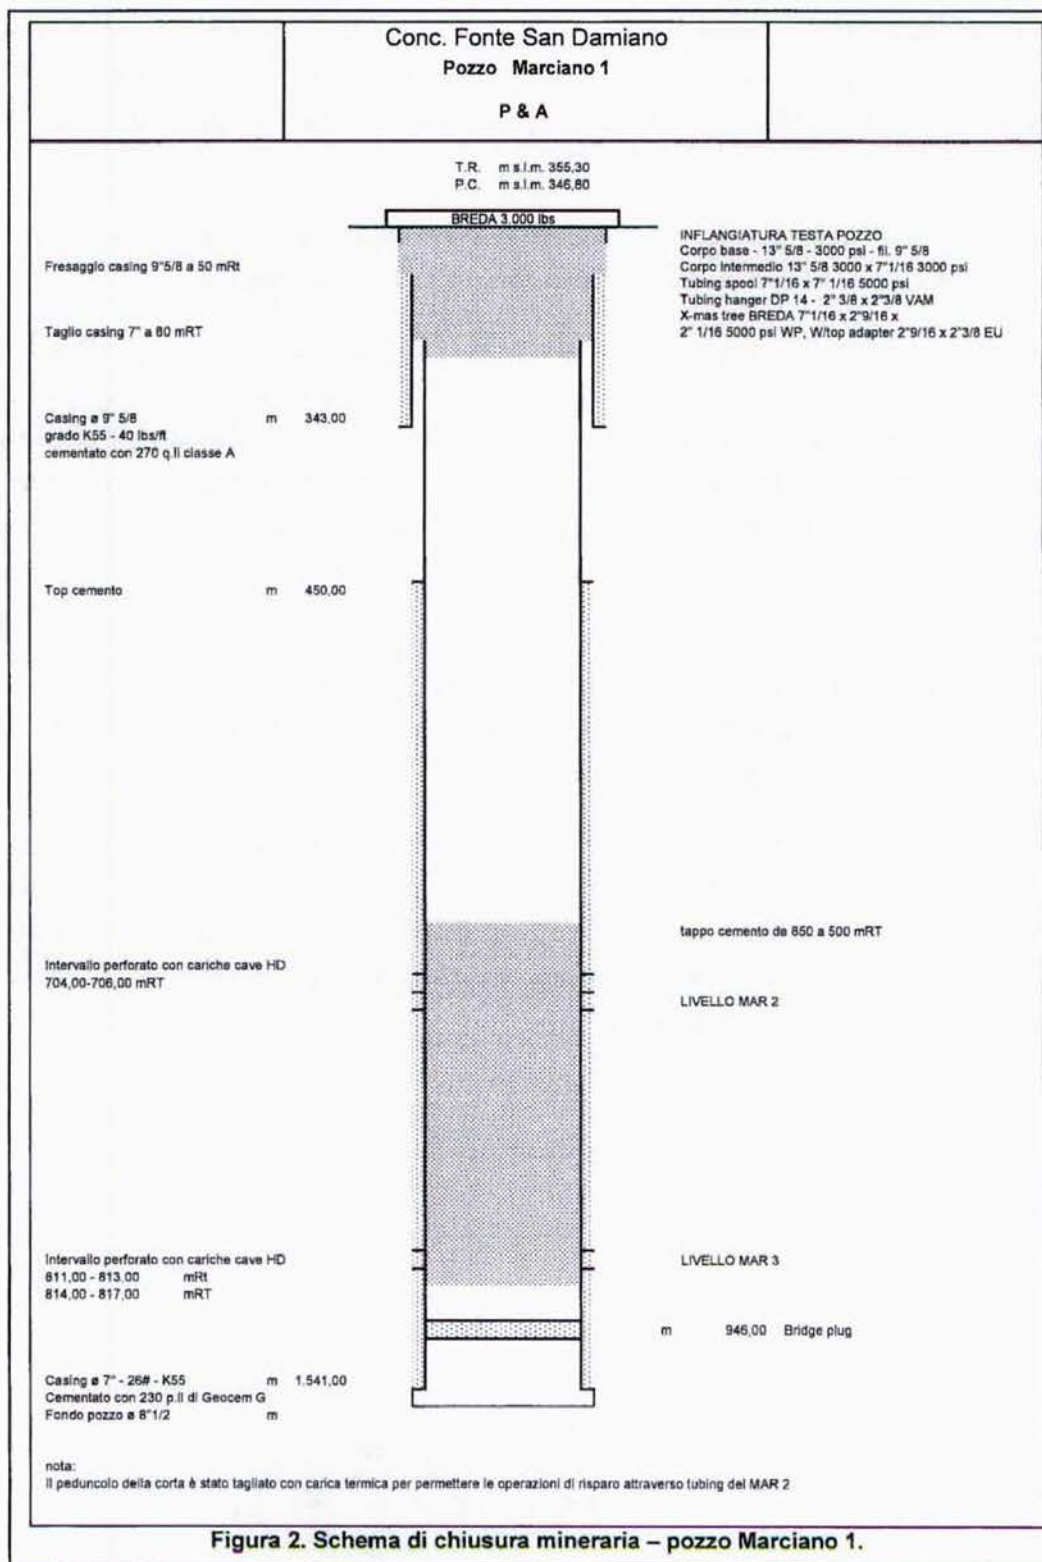 Conc. Fonte San Damiano
Pozzo Marciano 1
P & A
T.R. m s.l.m. 355,30
P.C. m s.l.m. 346,80
BREDA 3.000 lbs
INFLANGIATURA TESTA POZZO
Corpo base - 13" 5/8 - 3000 psi - fil. 9" 5/8
Corpo Intermedio 13" 5/8 3000 x 7"1/16 3000 psi
Tubing spool 7"1/16 x 7" 1/16 5000 psi
Tubing hanger DP 14 - 2" 3/8 x 2"3/8 VAM
X-mas tree BREDA 7"1/16 x 2"9/16 x
2" 1/16 5000 psi WP, W/top adapter 2"9/16 x 2"3/8 EU
Fresaggio casing 9"5/8 a 50 mRt
Taglio casing 7" a 80 mRT
Casing ø 9" 5/8 m 343,00
grado K55 - 40 lbs/ft
cementato con 270 q.li classe A
Top cemento m 450,00
tappo cemento da 850 a 500 mRT
Intervallo perforato con cariche cave HD
704,00-706,00 mRT
LIVELLO MAR 2
Intervallo perforato con cariche cave HD
811,00 - 813,00 mRt
814,00 - 817,00 mRT
LIVELLO MAR 3
m 946,00 Bridge plug
Casing ø 7" - 26# - K55 m 1.541,00
Cementato con 230 p.li di Geocem G
Fondo pozzo ø 8"1/2 m
nota:
Il peduncolo della corta è stato tagliato con carica termica per permettere le operazioni di risparo attraverso tubing del MAR 2
Figura 2. Schema di chiusura mineraria – pozzo Marciano 1.